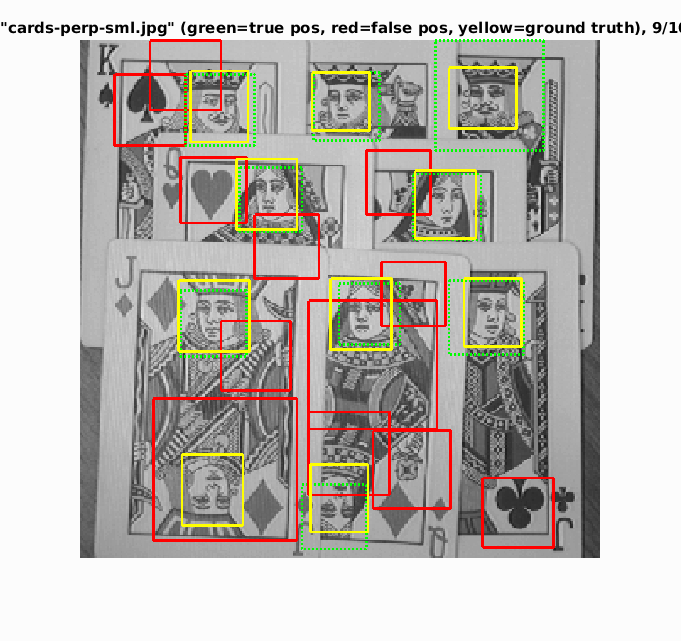 "cards-perp-sml.jpg" (green=true pos, red=false pos, yellow=ground truth), 9/10
K
Q
J
J
Q